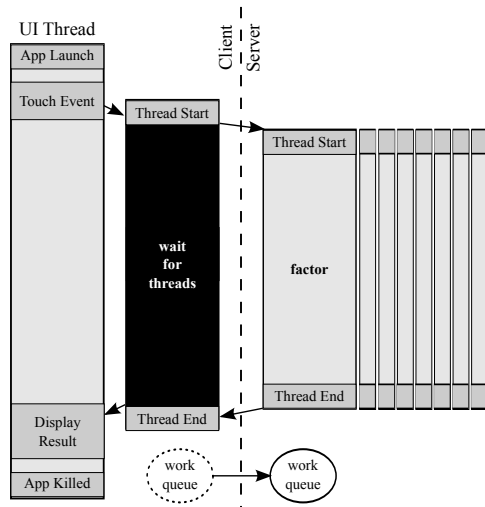 UI Thread
Client
Server
App Launch
Touch Event
Thread Start
Thread Start
wait
for
threads
factor
Thread End
Display
Result
Thread End
App Killed
work
queue
work
queue